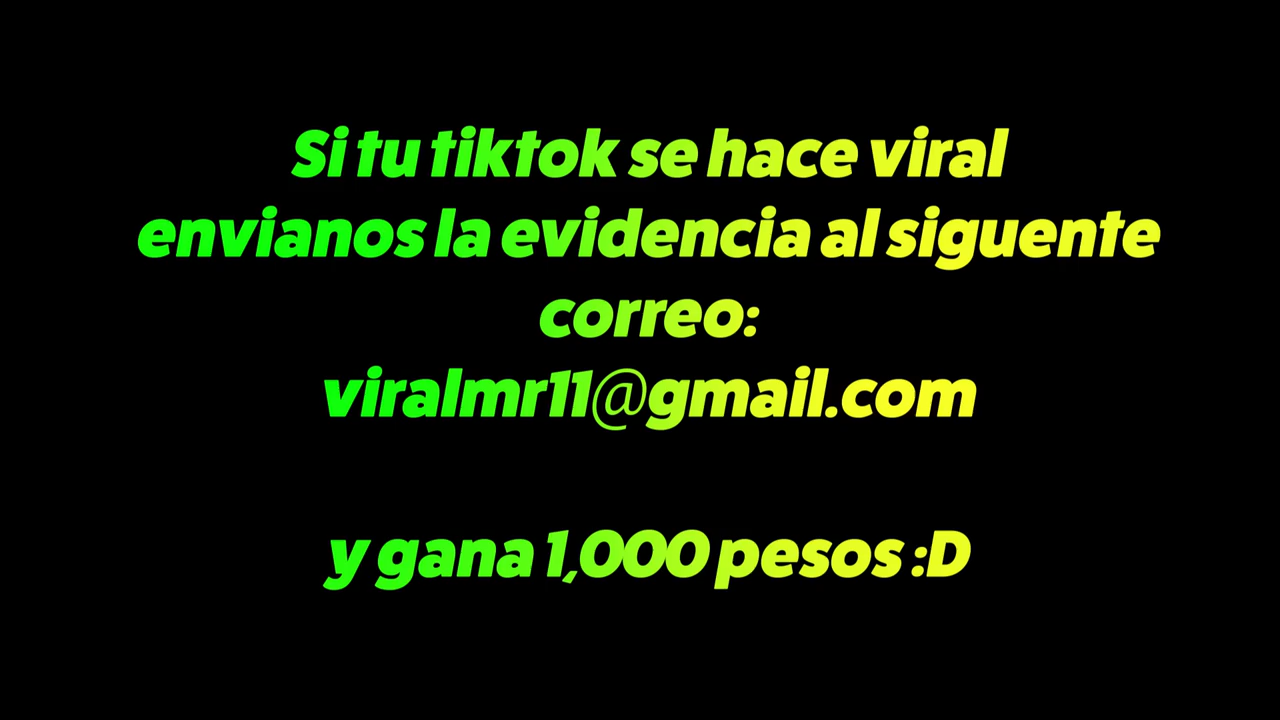 Si tu tiktok se hace viral
envianos la evidencia al siguente
correo:
viralmr11@gmail.com
y gana 1,000 pesos :D